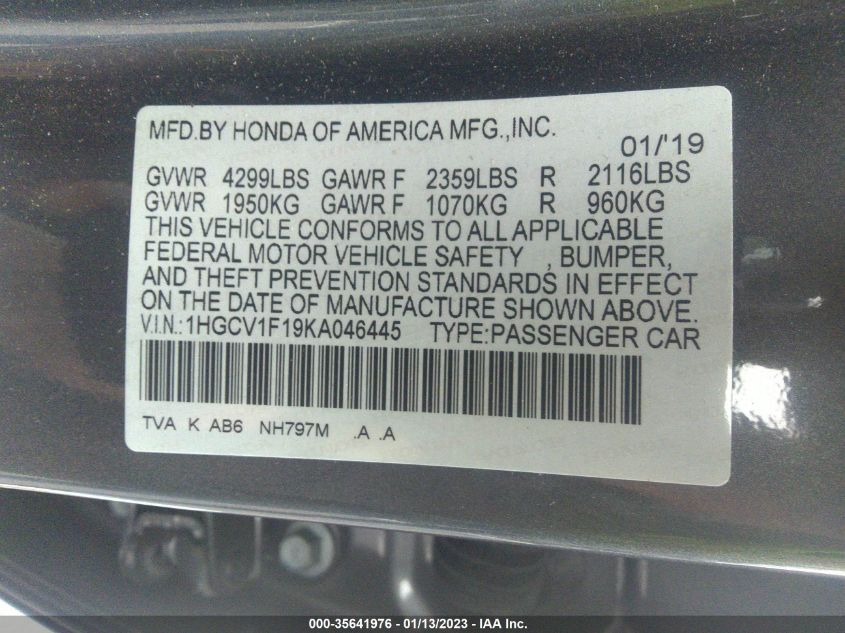 MFD.BY HONDA OF AMERICA MFG.,INC.
01/'19
GVWR 4299LBS GAWR F 2359LBS R 2116LBS
GVWR 1950KG GAWR F 1070KG R 960KG
THIS VEHICLE CONFORMS TO ALL APPLICABLE
FEDERAL MOTOR VEHICLE SAFETY , BUMPER,
AND THEFT PREVENTION STANDARDS IN EFFECT
ON THE DATE OF MANUFACTURE SHOWN ABOVE.
V.I.N.:1HGCV1F19KA046445 TYPE:PASSENGER CAR
TVA K AB6 NH797M .A .A
000-35641976 - 01/13/2023 - IAA Inc.